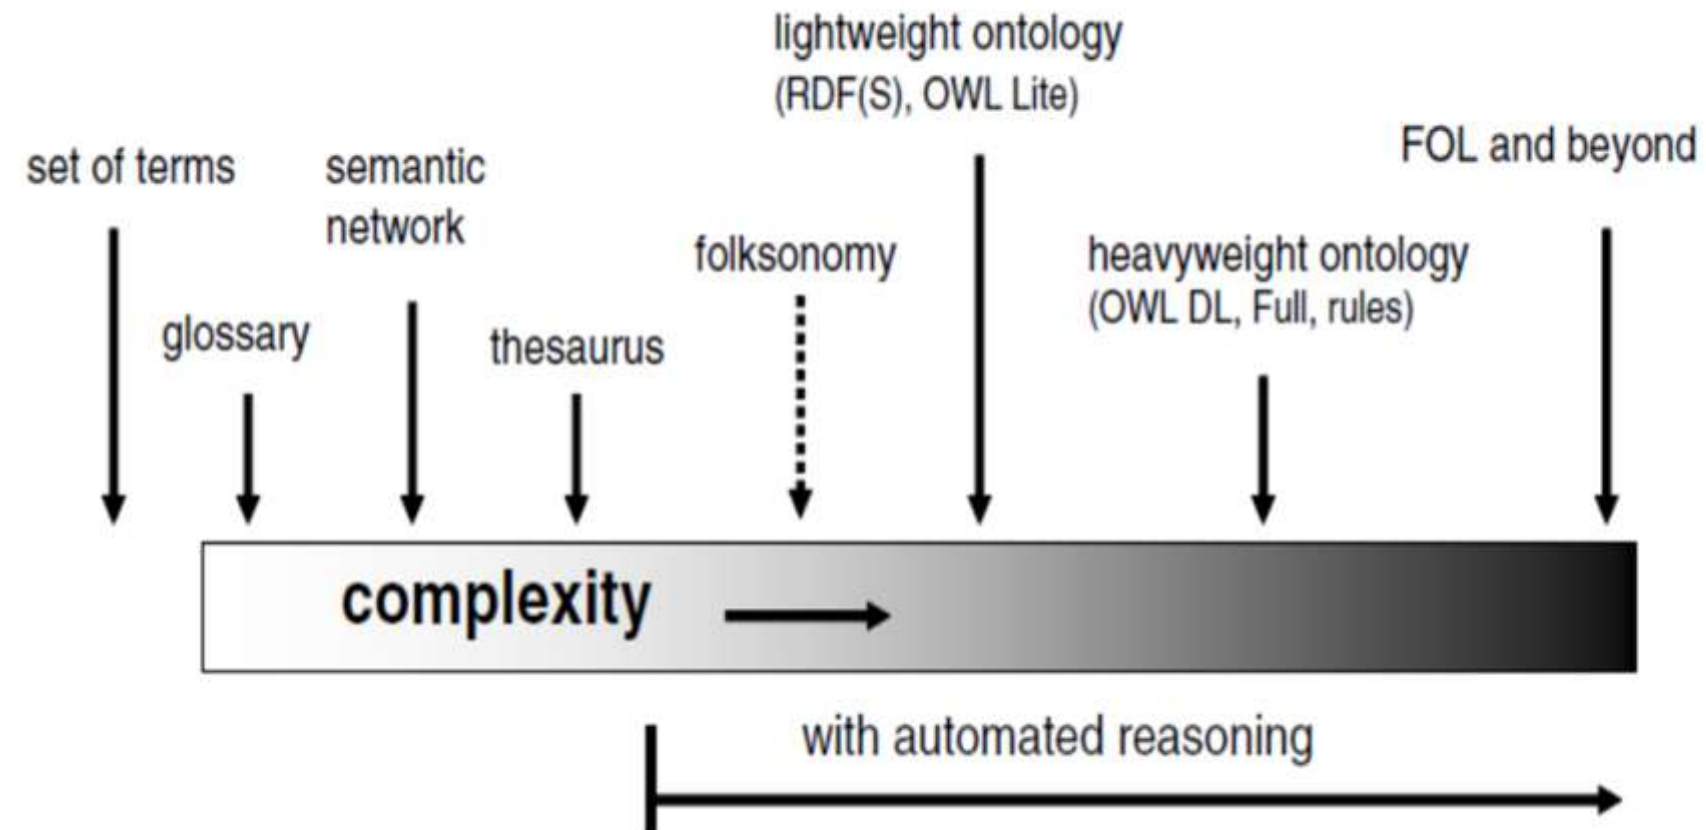 lightweight ontology
(RDF(S), OWL Lite)
FOL and beyond
set of terms
semantic
network
folksonomy
heavyweight ontology
(OWL DL, Full, rules)
glossary
thesaurus
complexity
with automated reasoning